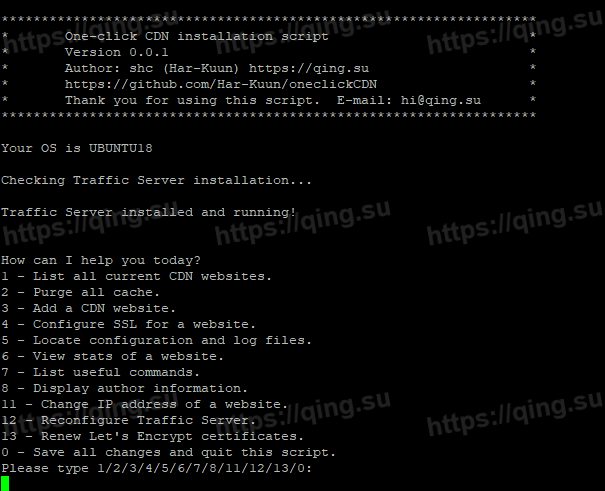 *******************************************************************
*       One-click CDN installation script                         *
*       Version 0.0.1                                             *
*       Author: shc (Har-Kuun) https://qing.su                    *
*       https://github.com/Har-Kuun/oneclickCDN                   *
*       Thank you for using this script.  E-mail: hi@qing.su      *
*******************************************************************
Your OS is UBUNTU18
Checking Traffic Server installation...
Traffic Server installed and running!
How can I help you today?
1 - List all current CDN websites.
2 - Purge all cache.
3 - Add a CDN website.
4 - Configure SSL for a website.
5 - Locate configuration and log files.
6 - View stats of a website.
7 - List useful commands.
8 - Display author information.
11 - Change IP address of a website.
12 - Reconfigure Traffic Server.
13 - Renew Let's Encrypt certificates.
0 - Save all changes and quit this script.
Please type 1/2/3/4/5/6/7/8/11/12/13/0:
https://qing.su
https://qing.su
https://qing.su
https://qing.su
https://qing.su
https://qing.su
https://qing.su
https://qing.su
https://qing.su